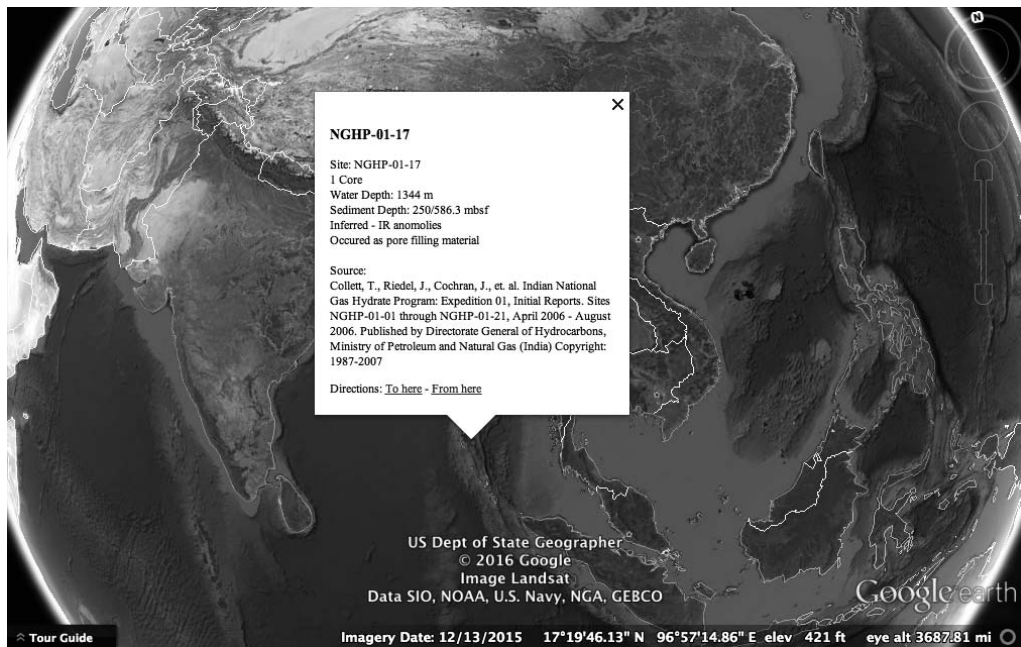 N
NGHP-01-17
Site: NGHP-01-17
1 Core
Water Depth: 1344 m
Sediment Depth: 250/586.3 mbsf
Inferred - IR anomolies
Occured as pore filling material
Source:
Collett, T., Riedel, J., Cochran, J., et. al. Indian National
Gas Hydrate Program: Expedition 01, Initial Reports. Sites
NGHP-01-01 through NGHP-01-21, April 2006 - August
2006. Published by Directorate General of Hydrocarbons,
Ministry of Petroleum and Natural Gas (India) Copyright:
1987-2007
Directions: To here - From here
US Dept of State Geographer
© 2016 Google
Image Landsat
Data SIO, NOAA, U.S. Navy, NGA, GEBCO
Google earth
Tour Guide
Imagery Date: 12/13/2015 17°19'46.13" N 96°57'14.86" E elev 421 ft eye alt 3687.81 mi